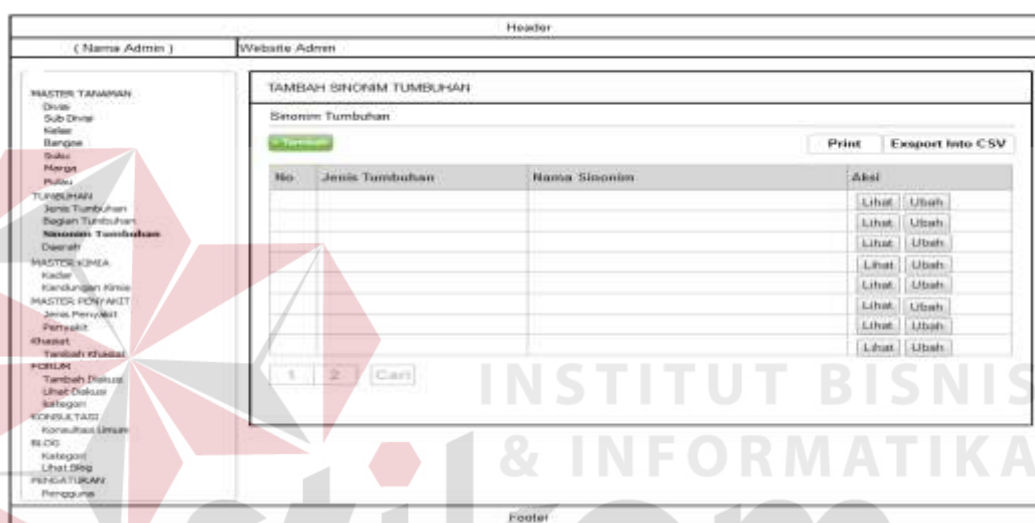 Header
( Nama Admin )
Website Admin
MASTER TANAMAN
Divisi
Sub Divisi
Kelas
Bangsa
Suku
Marga
Pulau
TUMBUHAN
Jenis Tumbuhan
Bagian Tumbuhan
Sinonim Tumbuhan
Daerah
MASTER KIMIA
Kadar
Kandungan Kimia
MASTER PENYAKIT
Jenis Penyakit
Penyakit
Khasiat
Tambah Khasiat
FORUM
Tambah Diskusi
Lihat Diskusi
kategori
KONSULTASI
Konsultasi Umum
BLOG
Kategori
Lihat Blog
PENGATURAN
Pengguna
TAMBAH SINONIM TUMBUHAN
Sinonim Tumbuhan
+ Tambah
Print Exsport Into CSV
No Jenis Tumbuhan Nama Sinonim Aksi
Lihat Ubah
Lihat Ubah
Lihat Ubah
Lihat Ubah
Lihat Ubah
Lihat Ubah
Lihat Ubah
Lihat Ubah
1 2 Cari
INSTITUT BISNIS
& INFORMATIKA
stikom
Footer